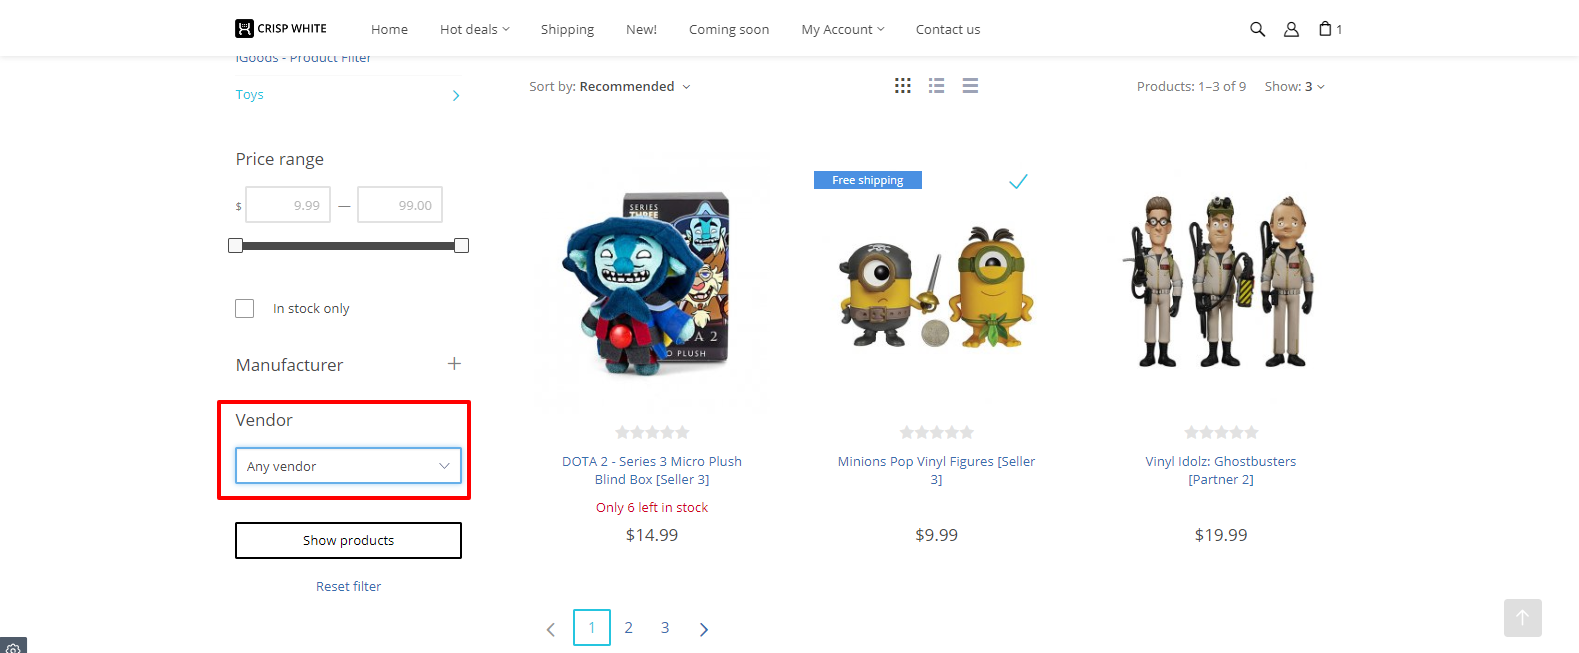 CRISP WHITE
Home
Hot deals
Shipping
New!
Coming soon
My Account
Contact us
1
iGoods - Product Filter
Toys
Price range
$ 9.99 — 99.00
In stock only
Manufacturer
Vendor
Any vendor
Show products
Reset filter
Sort by: Recommended
Products: 1–3 of 9
Show: 3
SERIES
THREE
DOTA 2 - Series 3 Micro Plush
Blind Box [Seller 3]
Only 6 left in stock
$14.99
Free shipping
Minions Pop Vinyl Figures [Seller
3]
$9.99
Vinyl Idolz: Ghostbusters
[Partner 2]
$19.99
1
2
3